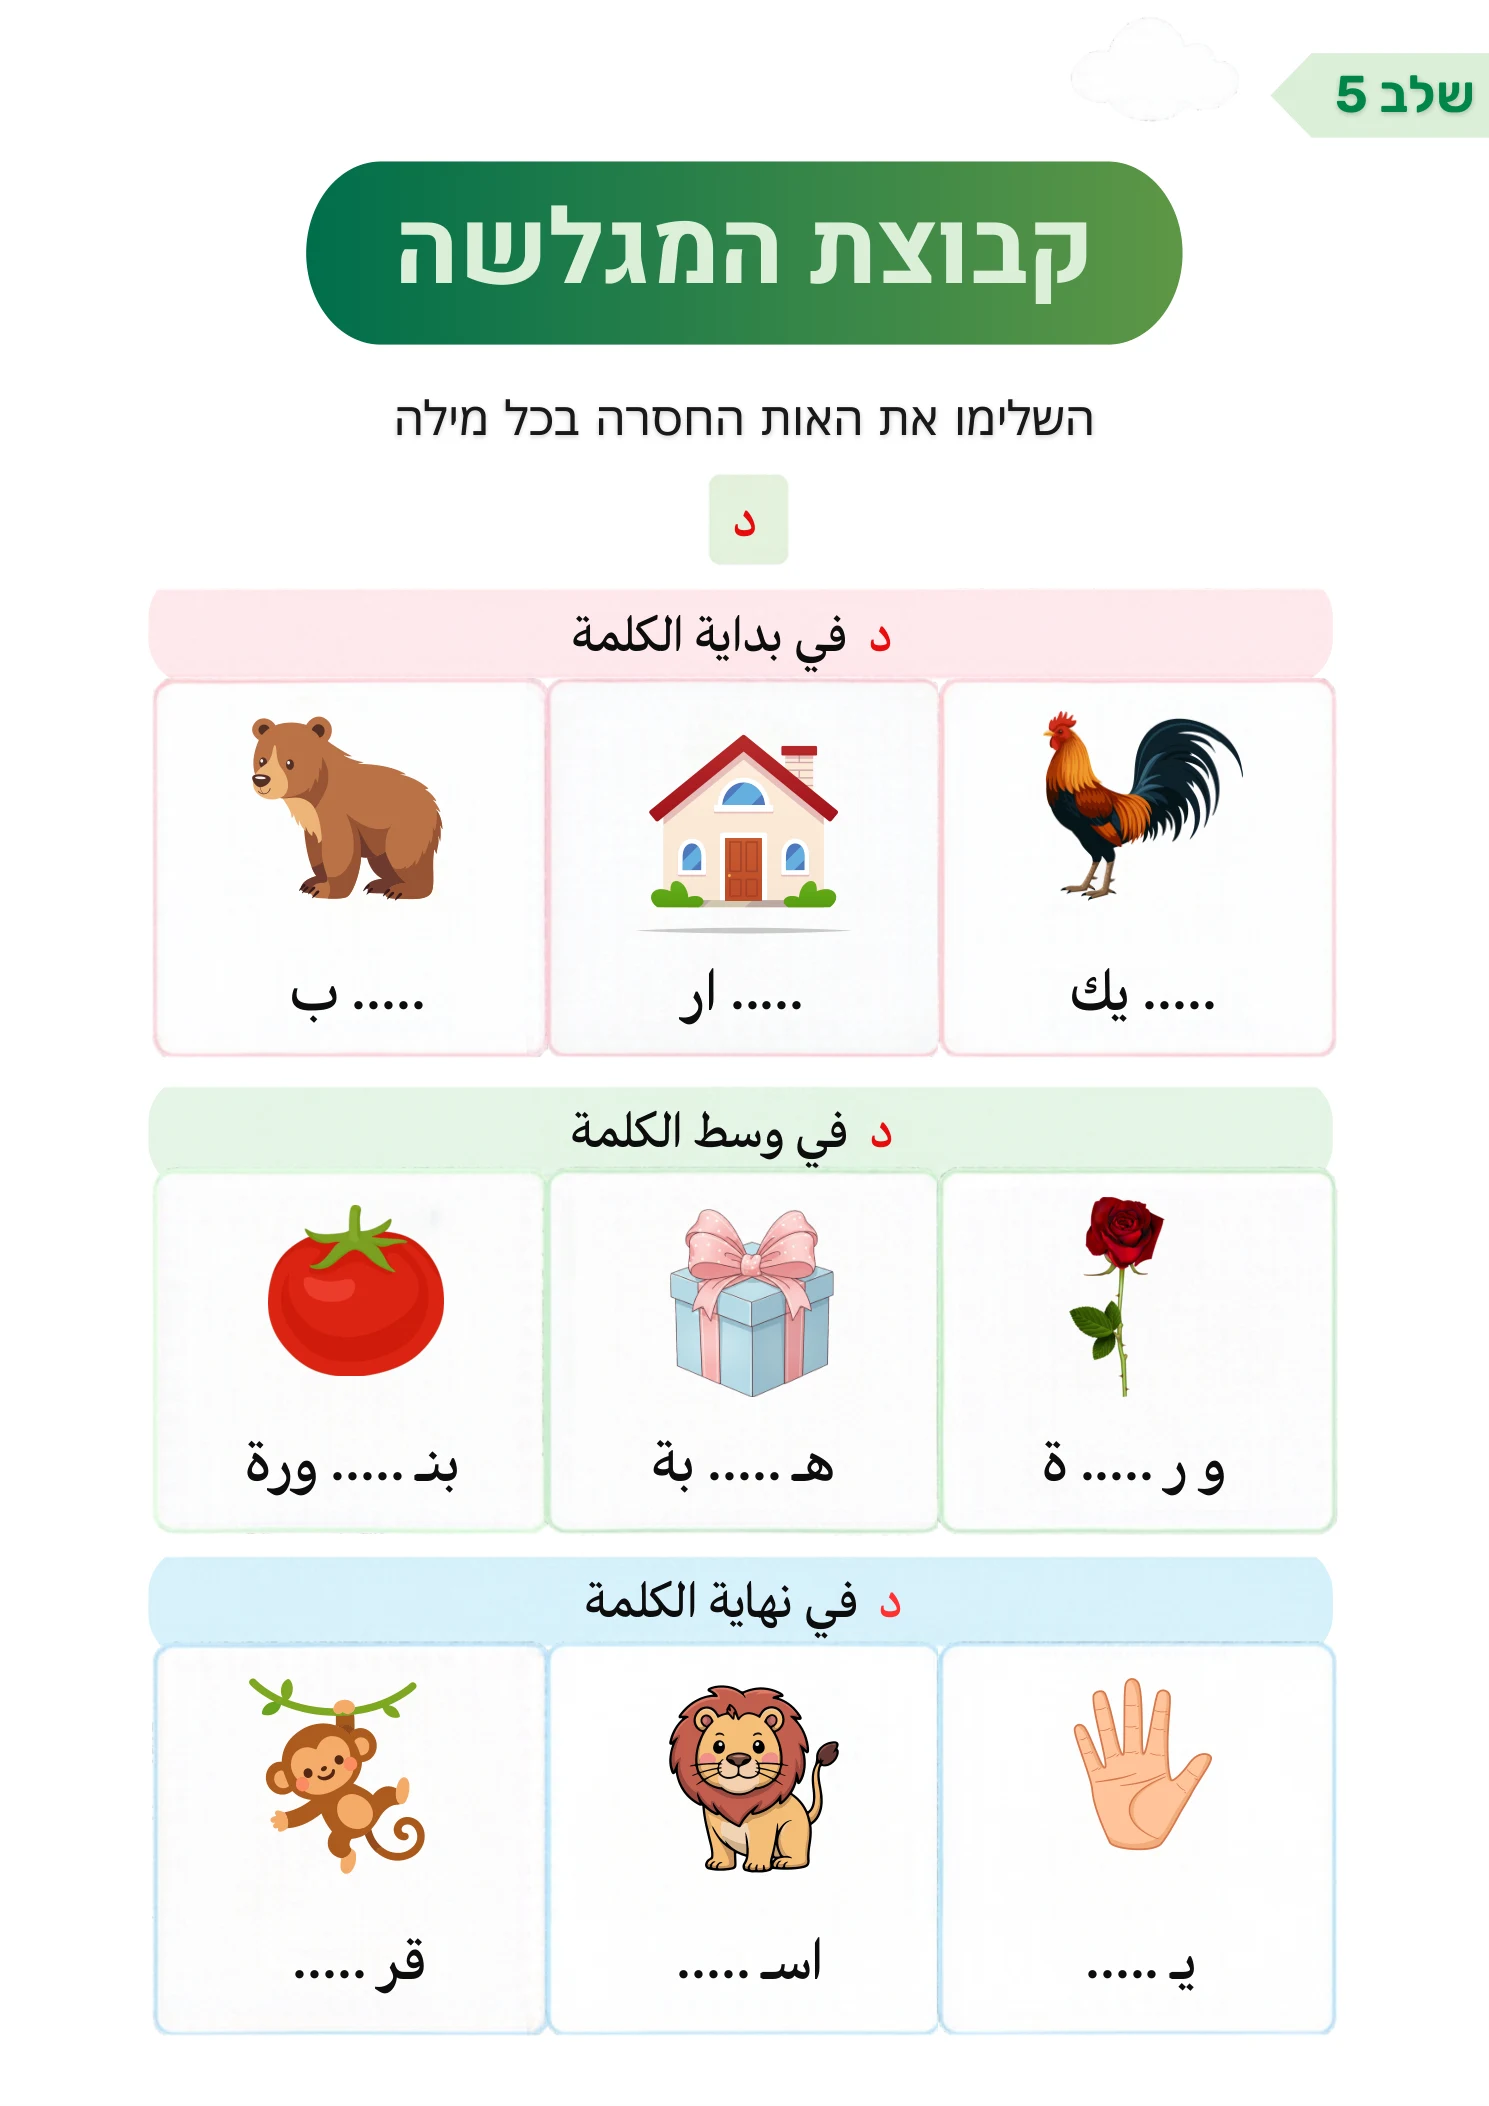 שלב 5
קבוצת המגלשה
השלימו את האות החסרה בכל מילה
د
د في بداية الكلمة
..... يك
..... ار
..... ب
د في وسط الكلمة
و ر ..... ة
هـ ..... بة
بنـ ..... ورة
د في نهاية الكلمة
يـ .....
اسـ .....
قر .....